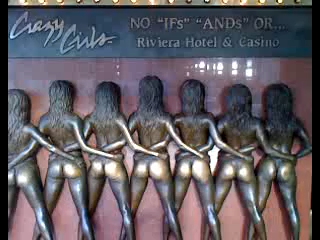 Crazy Girls
NO "IFs" "ANDs" OR...
Riviera Hotel & Casino